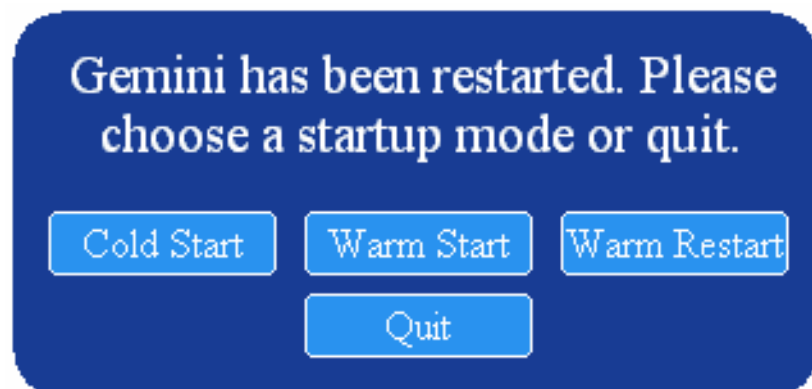 Gemini has been restarted. Please
choose a startup mode or quit.
Cold Start
Warm Start
Warm Restart
Quit